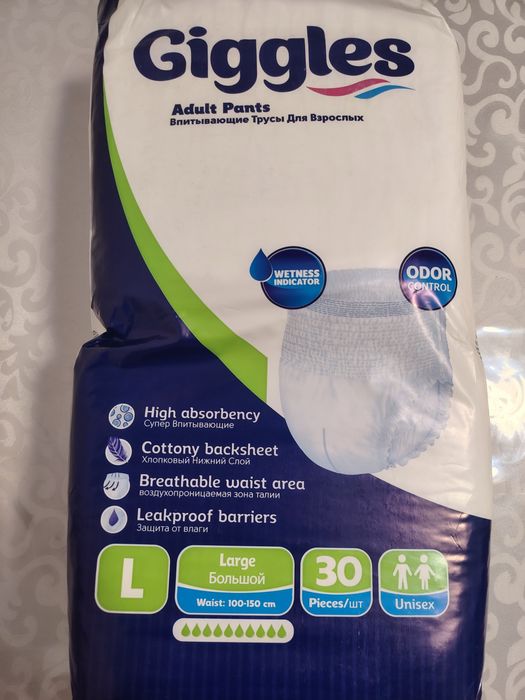 Giggles
Adult Pants
Впитывающие Трусы Для Взрослых
WETNESS
INDICATOR
ODOR
CONTROL
High absorbency
Супер Впитывающие
Cottony backsheet
Хлопковый Нижний Слой
Breathable waist area
воздухопроницаемая зона талии
Leakproof barriers
Защита от влаги
L
Large
Большой
Waist: 100-150 cm
30
Pieces/шт
Unisex